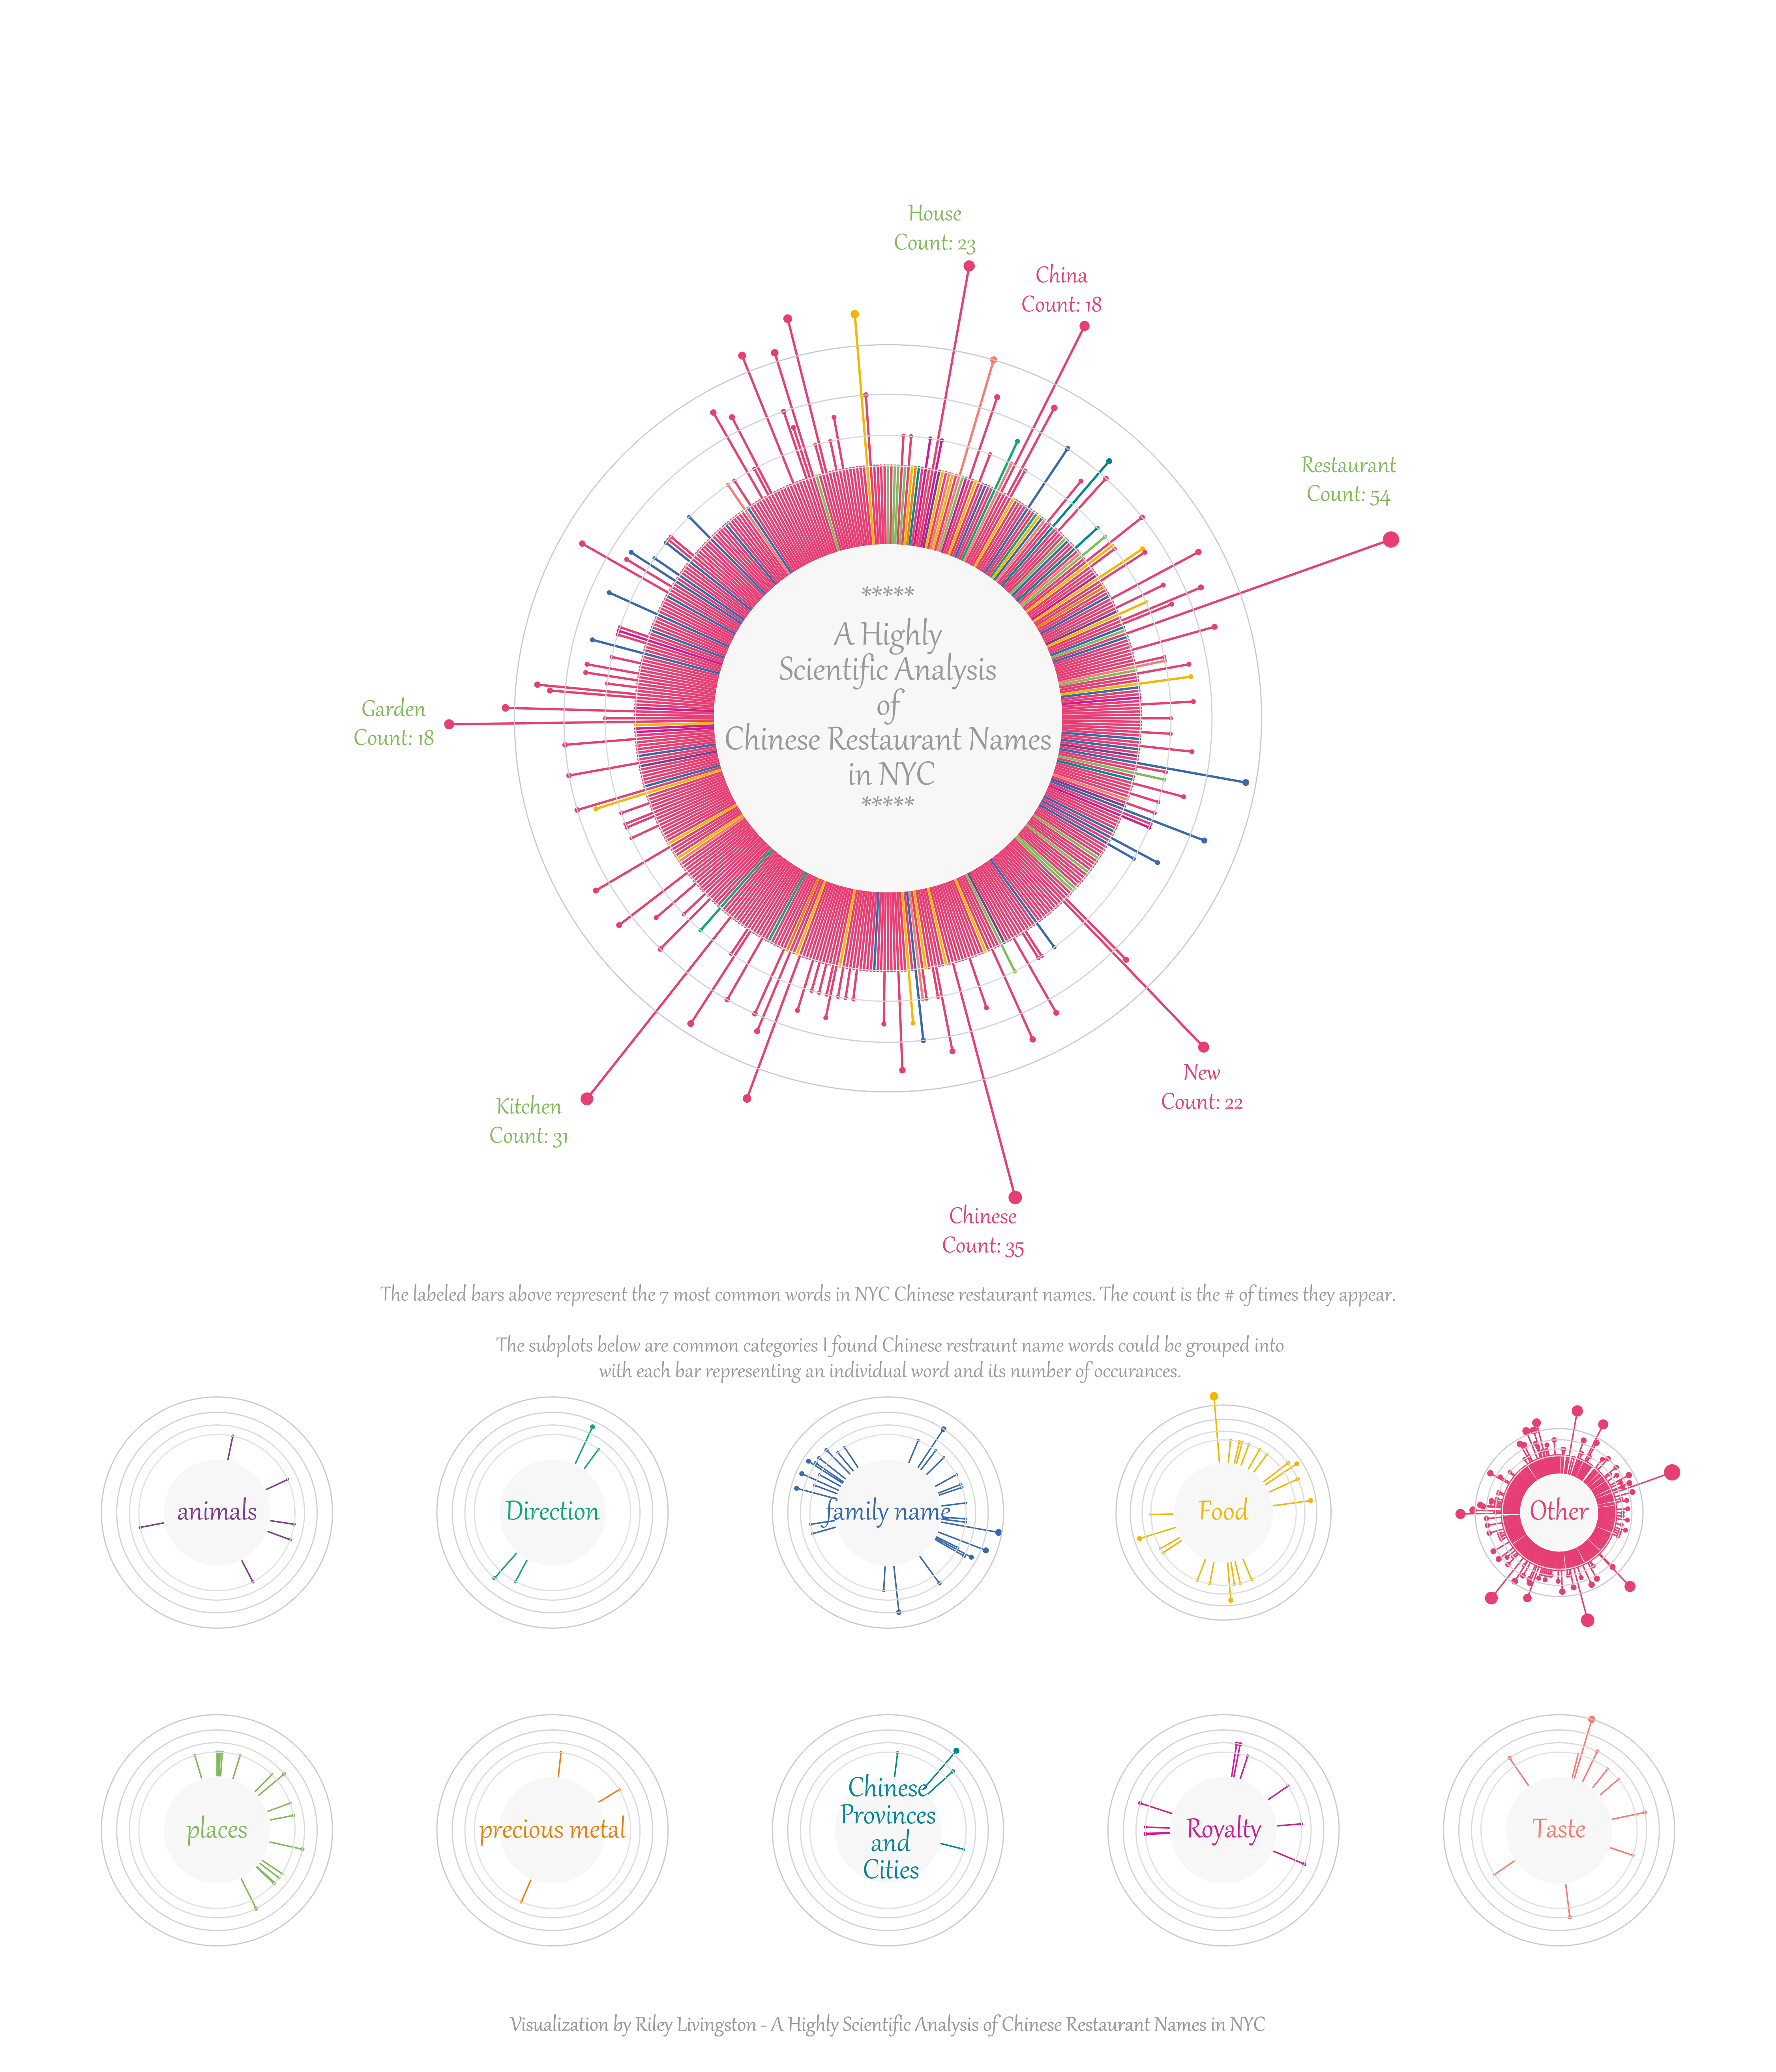 House
Count: 23
China
Count: 18
Restaurant
Count: 54
*****
A Highly
Scientific Analysis
of
Chinese Restaurant Names
in NYC
*****
Garden
Count: 18
New
Count: 22
Kitchen
Count: 31
Chinese
Count: 35
The labeled bars above represent the 7 most common words in NYC Chinese restaurant names. The count is the # of times they appear.
The subplots below are common categories I found Chinese restraunt name words could be grouped into
with each bar representing an individual word and its number of occurances.
animals
Direction
family name
Food
Other
places
precious metal
Chinese
Provinces
and
Cities
Royalty
Taste
Visualization by Riley Livingston - A Highly Scientific Analysis of Chinese Restaurant Names in NYC